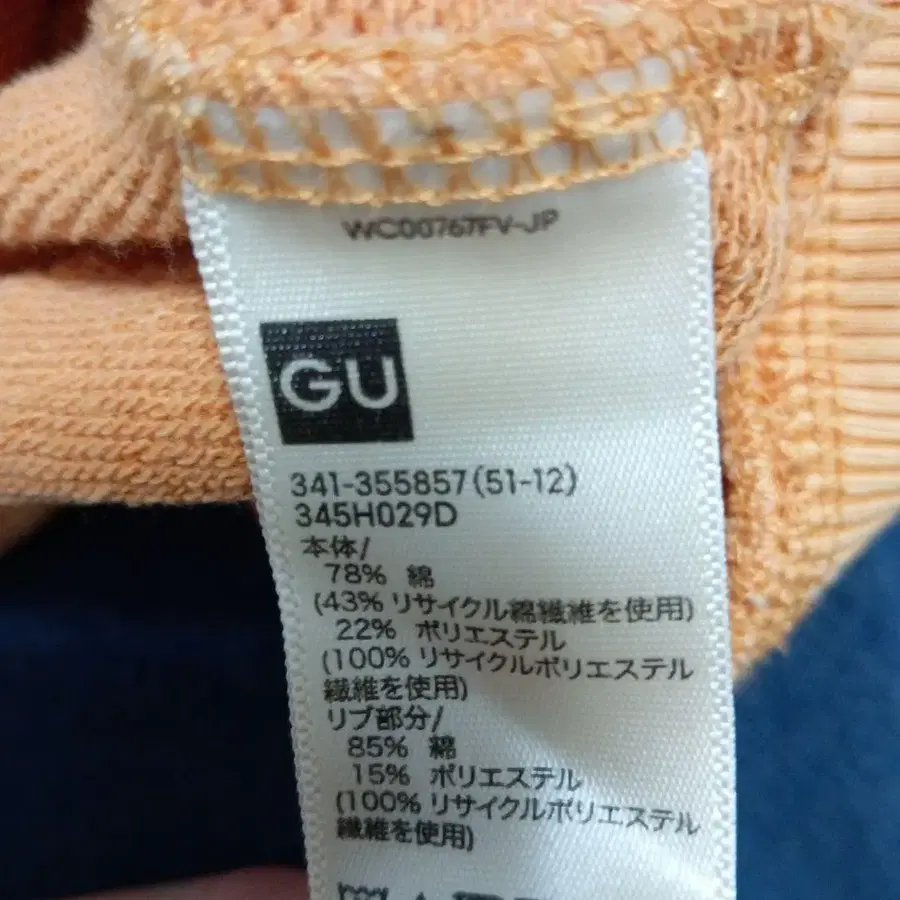 WC00767FV-JP
GU
341-355857(51-12)
345H029D
本体/
78% 綿
(43% リサイクル綿繊維を使用)
22% ポリエステル
(100% リサイクルポリエステル
繊維を使用)
リブ部分/
85% 綿
15% ポリエステル
(100% リサイクルポリエステル
繊維を使用)